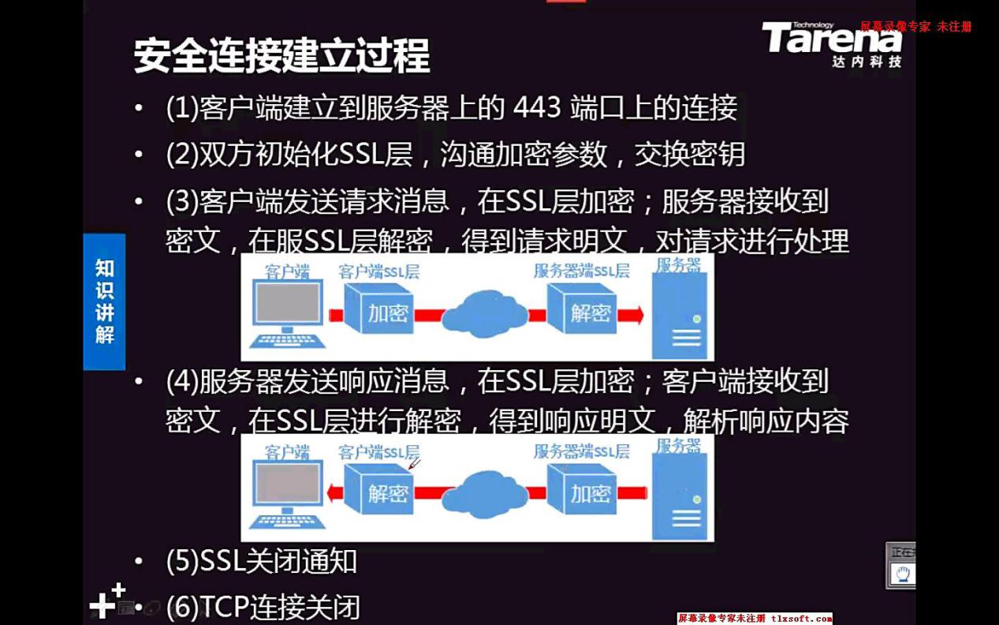 Technology
Tarena
达内科技
屏幕录像专家 未注册
安全连接建立过程
• (1)客户端建立到服务器上的 443 端口上的连接
• (2)双方初始化SSL层，沟通加密参数，交换密钥
• (3)客户端发送请求消息，在SSL层加密；服务器接收到
密文，在服SSL层解密，得到请求明文，对请求进行处理
知识讲解
客户端
客户端SSL层
服务器端SSL层
服务器
加密
解密
• (4)服务器发送响应消息，在SSL层加密；客户端接收到
密文，在SSL层进行解密，得到响应明文，解析响应内容
客户端
客户端SSL层
服务器端SSL层
服务器
解密
加密
• (5)SSL关闭通知
• (6)TCP连接关闭
正在
屏幕录像专家未注册 tlxsoft.com